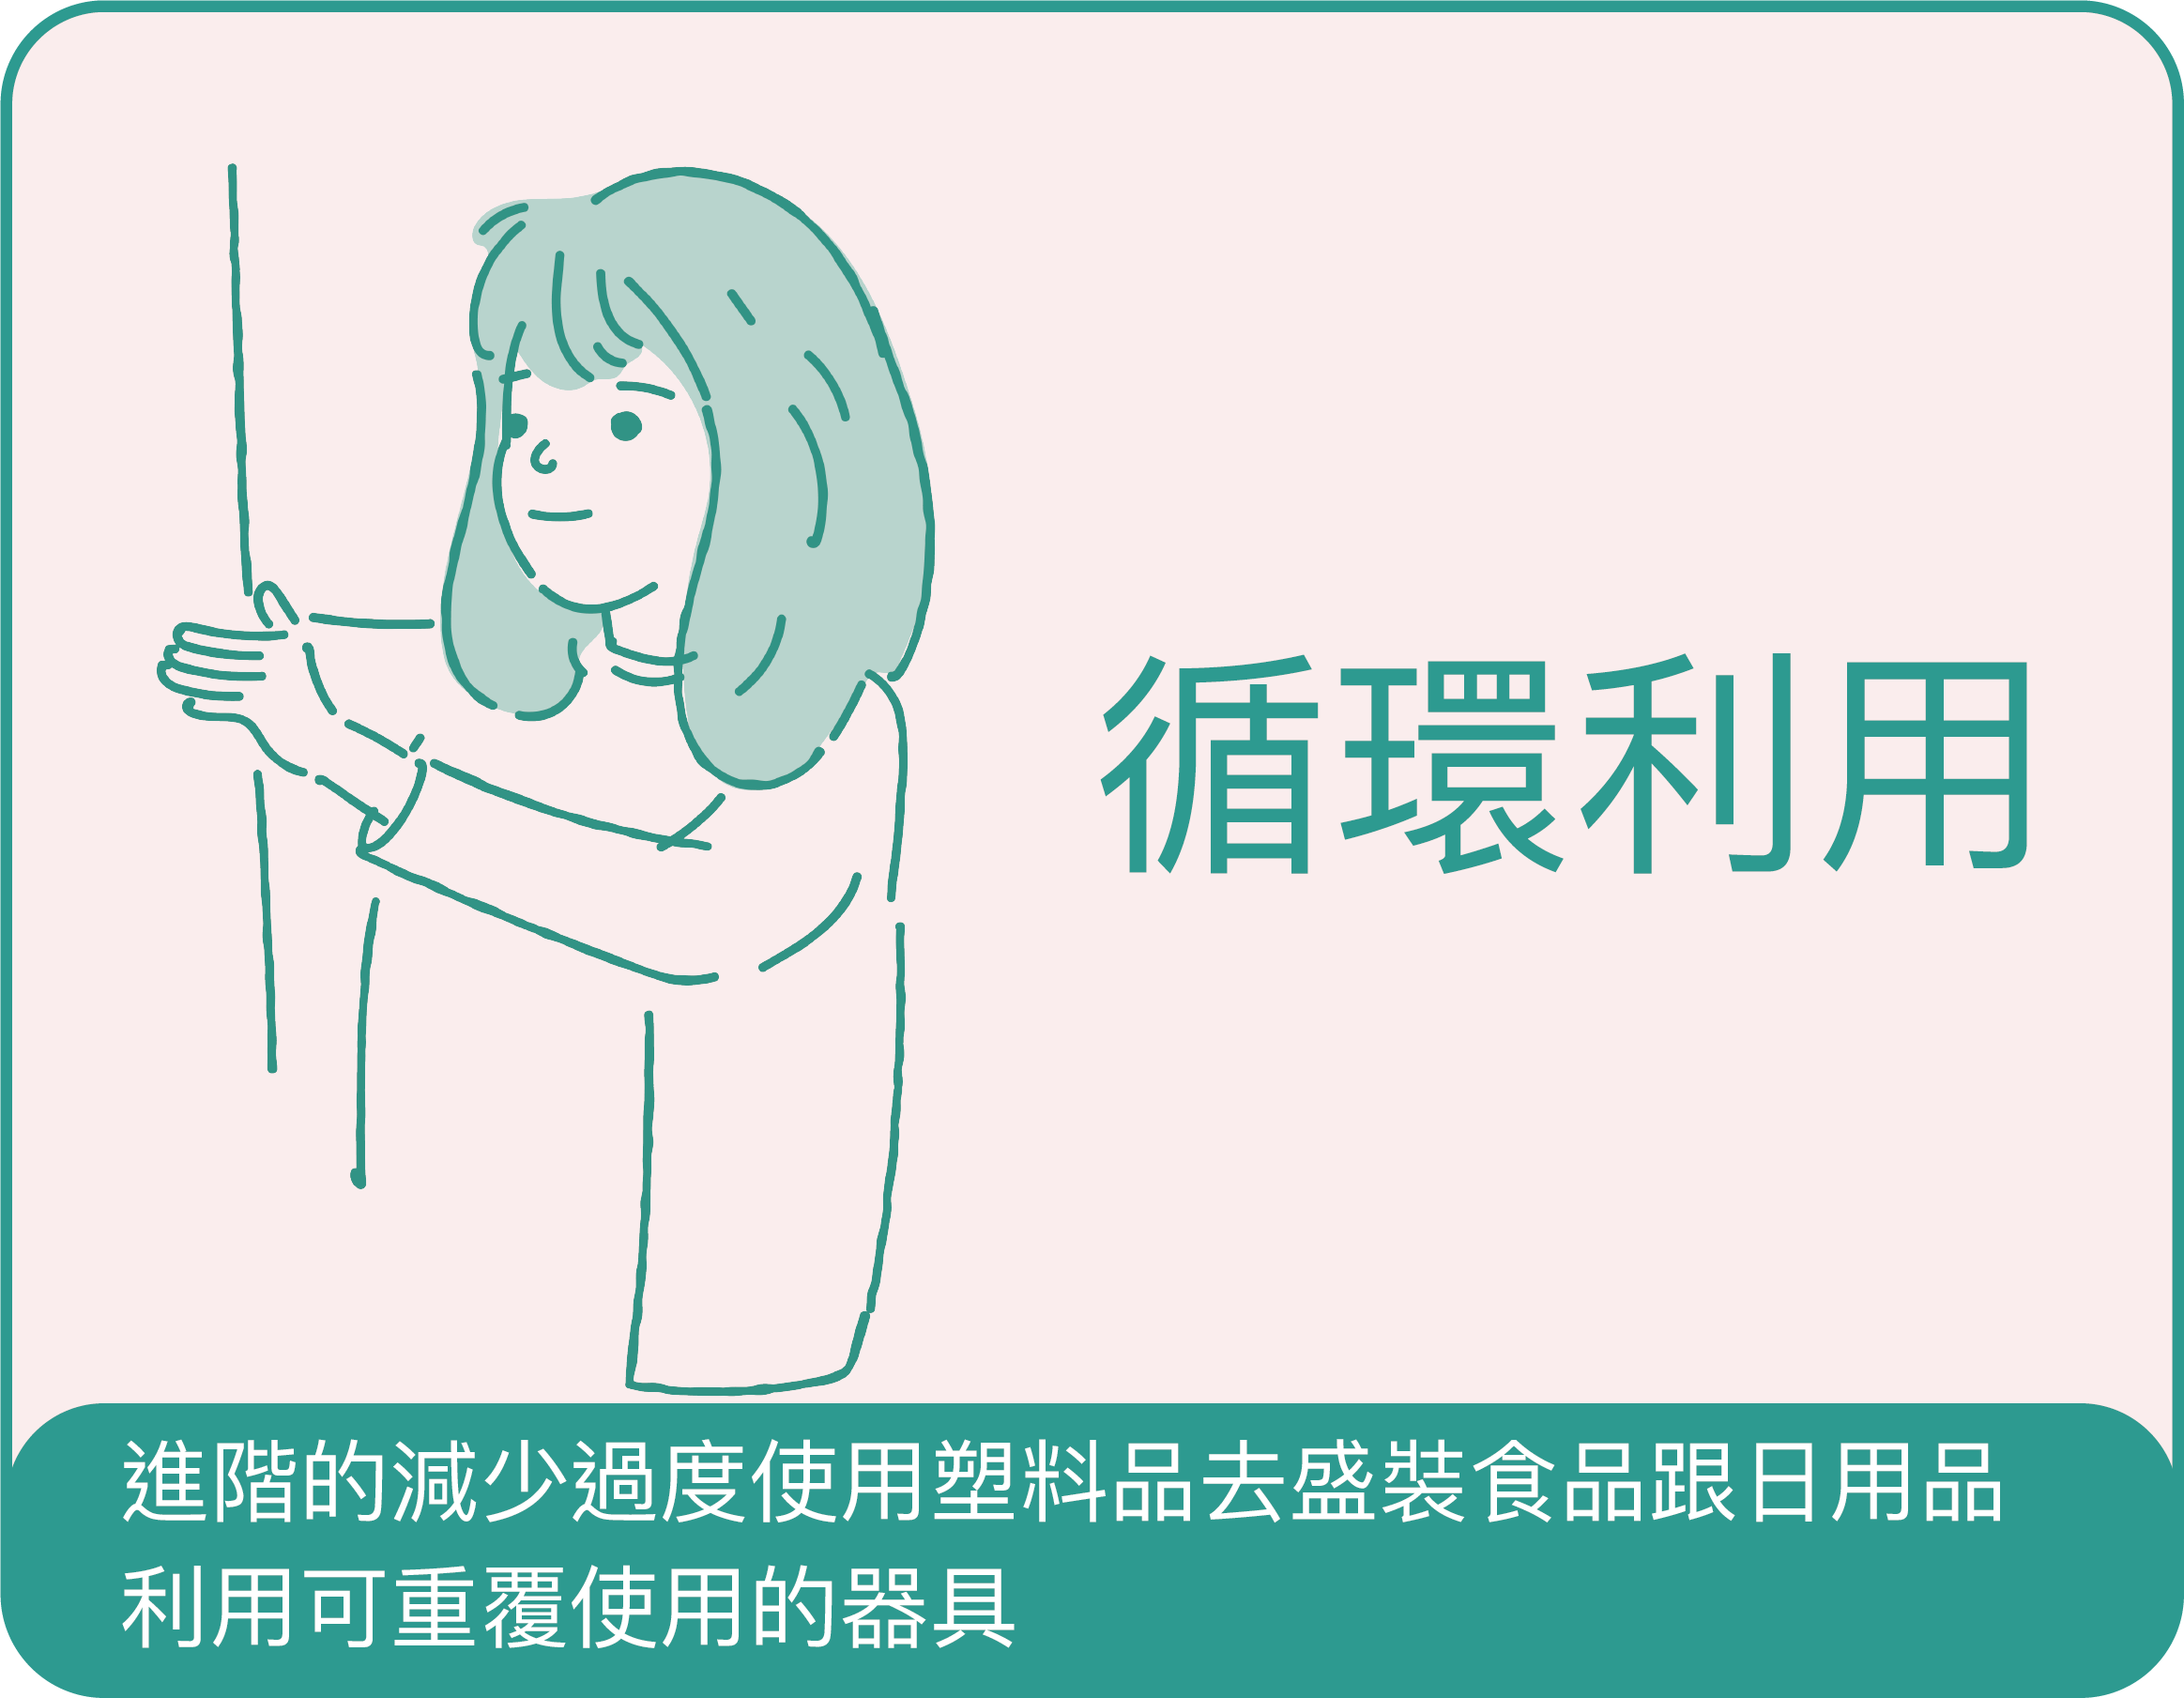 循環利用
進階的減少過度使用塑料品去盛裝食品跟日用品
利用可重覆使用的器具